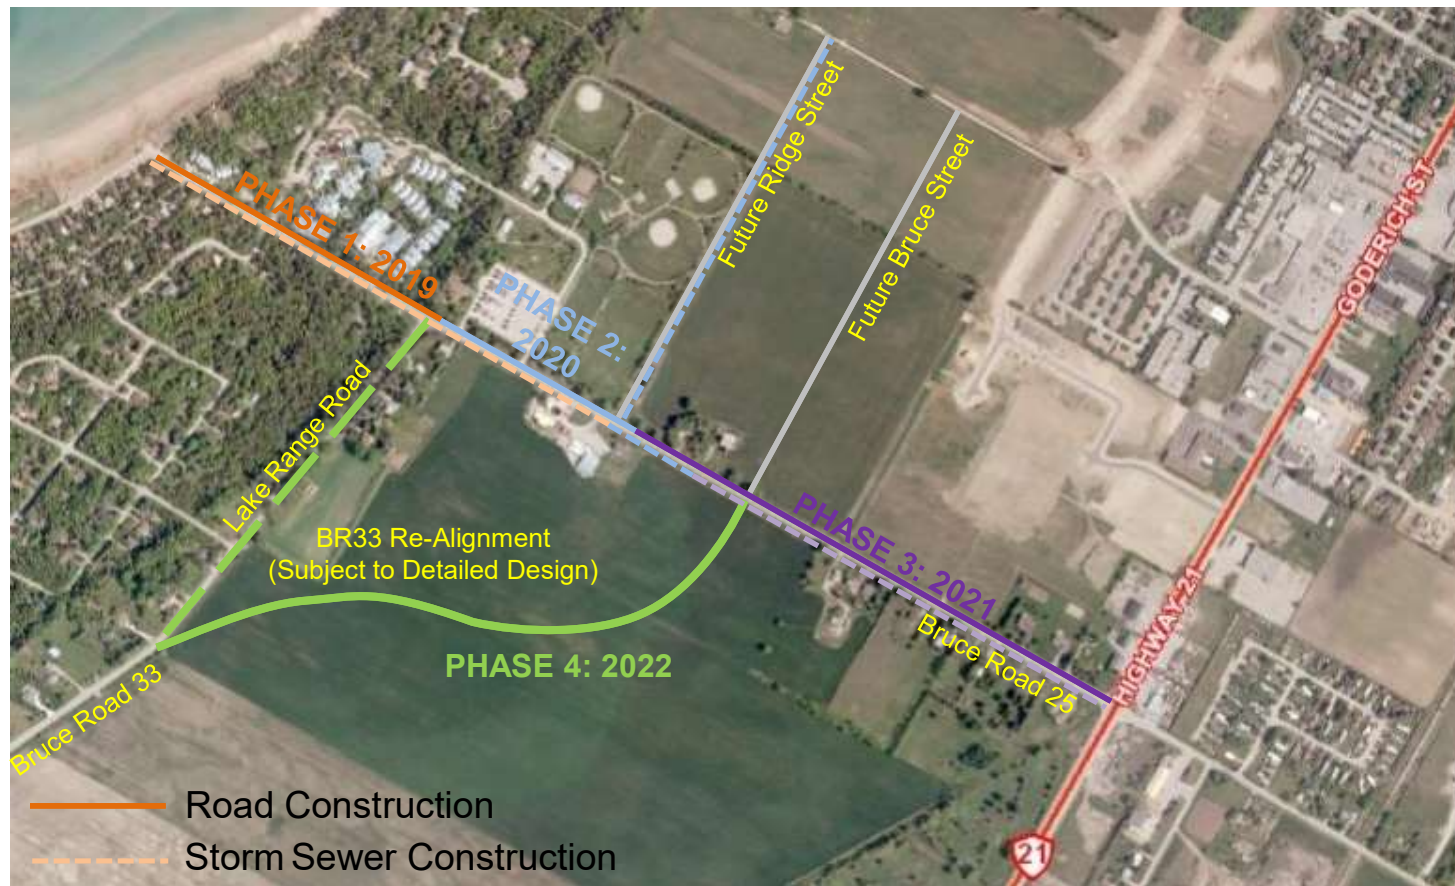 Future Ridge Street
Future Bruce Street
GODERICH ST
PHASE 1: 2019
PHASE 2:
2020
Lake Range Road
BR33 Re-Alignment
(Subject to Detailed Design)
PHASE 3: 2021
Bruce Road 25
HIGHWAY 21
PHASE 4: 2022
Bruce Road 33
Road Construction
Storm Sewer Construction
21